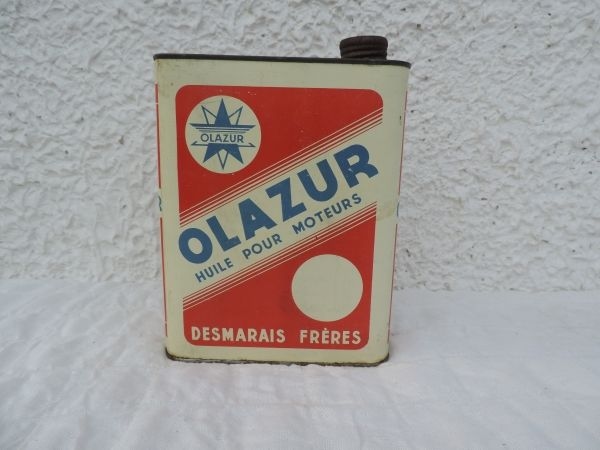 OLAZUR
OLAZUR
HUILE POUR MOTEURS
DESMARAIS FRÈRES